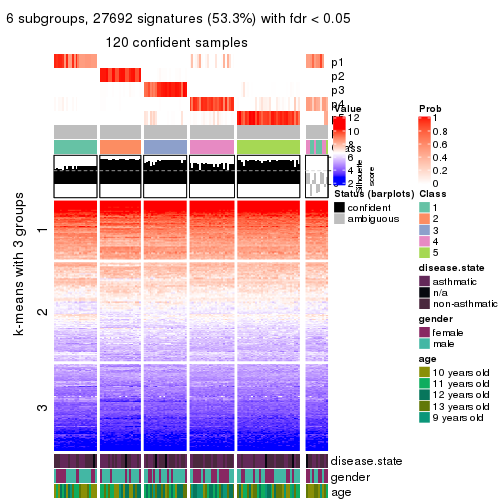 6 subgroups, 27692 signatures (53.3%) with fdr < 0.05
120 confident samples
p1
p2
p3
p4
p5
Class
silhouette
score
k-means with 3 groups
1
2
3
disease.state
gender
age
Value
12
10
8
6
4
2
Status (barplots)
confident
ambiguous
Prob
1
0.8
0.6
0.4
0.2
0
Class
1
2
3
4
5
disease.state
asthmatic
n/a
non-asthmatic
gender
female
male
age
10 years old
11 years old
12 years old
13 years old
9 years old